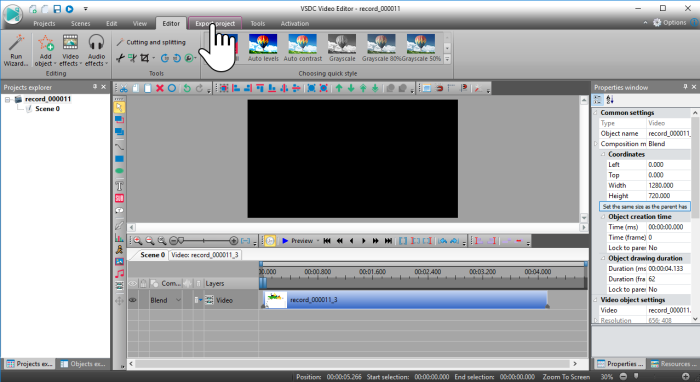 VSDC Video Editor - record_000011
Projects Scenes Edit View Editor Export project Tools Activation Options
Run Wizard...
Add object
Video effects
Audio effects
Editing
Cutting and splitting
Tools
Auto levels Auto contrast Grayscale Grayscale 80% Grayscale 50%
Choosing quick style
Projects explorer
record_000011
Scene 0
Preview
Scene 0 Video: record_000011_3
.000 00:00.800 00:01.600 00:02.400 00:03.200 00:04.000
Com... Layers
Blend Video record_000011_3
Properties window
Common settings
Type Video
Object name record_000011_
Composition m Blend
Coordinates
Left 0.000
Top 0.000
Width 1280.000
Height 720.000
Set the same size as the parent has
Object creation time
Time (ms) 00:00:00.000
Time (frame) 0
Lock to paren No
Object drawing duration
Duration (ms 00:00:04.133
Duration (fra 62
Lock to paren No
Video object settings
Video record_000011_
Resolution 656; 408
Projects ex... Objects ex... Properties ... Resources ...
Position: 00:00:05.266 Start selection: 00:00:00.000 End selection: 00:00:00.000 Zoom To Screen 30%